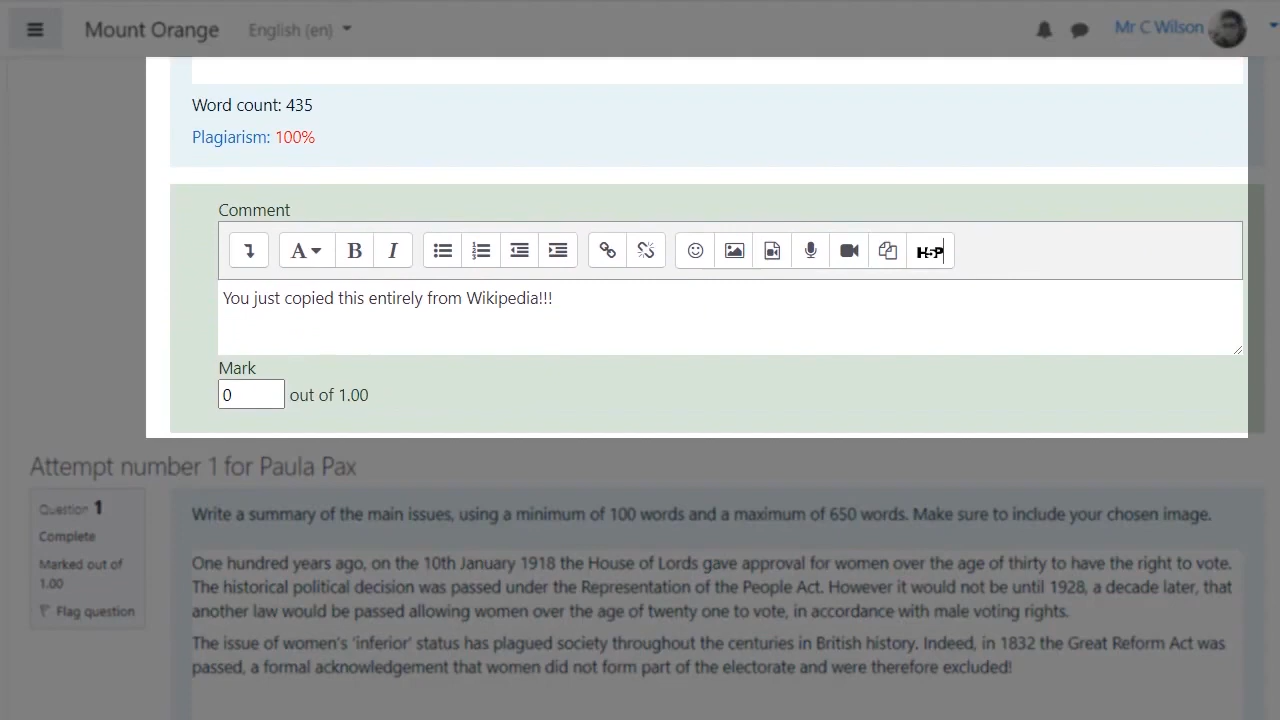 Mount Orange English (en) Mr C Wilson
Word count: 435
Plagiarism: 100%
Comment
A B I H5P
You just copied this entirely from Wikipedia!!!
Mark
0 out of 1.00
Attempt number 1 for Paula Pax
Question 1
Complete
Marked out of
1.00
Flag question
Write a summary of the main issues, using a minimum of 100 words and a maximum of 650 words. Make sure to include your chosen image.
One hundred years ago, on the 10th January 1918 the House of Lords gave approval for women over the age of thirty to have the right to vote.
The historical political decision was passed under the Representation of the People Act. However it would not be until 1928, a decade later, that
another law would be passed allowing women over the age of twenty one to vote, in accordance with male voting rights.
The issue of women's 'inferior' status has plagued society throughout the centuries in British history. Indeed, in 1832 the Great Reform Act was
passed, a formal acknowledgement that women did not form part of the electorate and were therefore excluded!